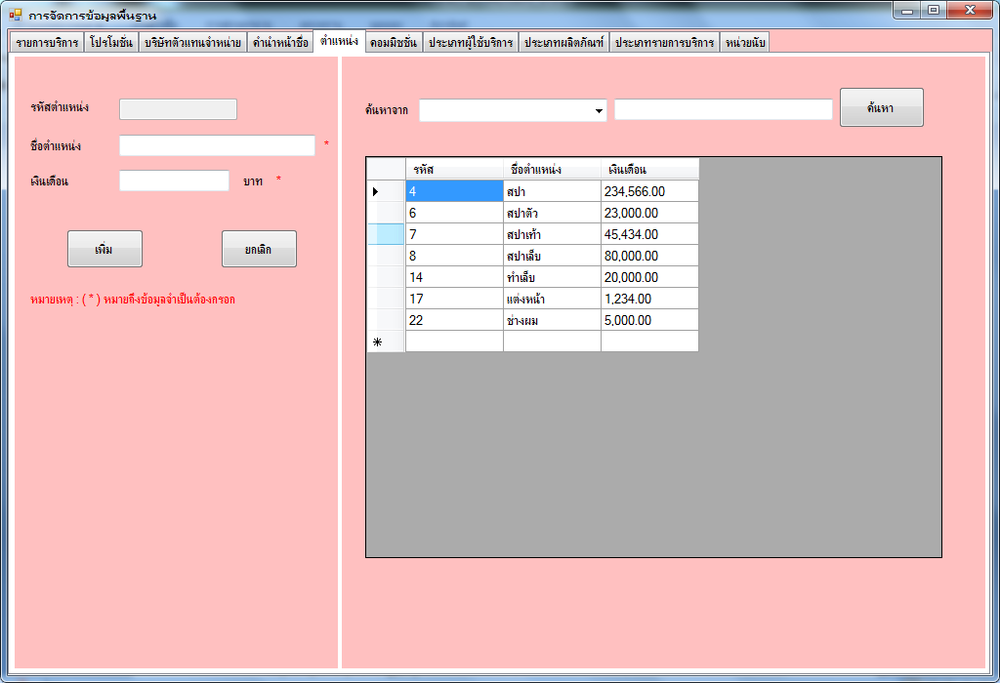 การจัดการข้อมูลพื้นฐาน
รายการบริการ โปรโมชั่น บริษัทตัวแทนจำหน่าย คำนำหน้าชื่อ ตำแหน่ง คอมมิชชั่น ประเภทผู้ใช้บริการ ประเภทผลิตภัณฑ์ ประเภทรายการบริการ หน่วยนับ
รหัสตำแหน่ง
ชื่อตำแหน่ง *
เงินเดือน บาท *
เพิ่ม ยกเลิก
หมายเหตุ : ( * ) หมายถึงข้อมูลจำเป็นต้องกรอก
ค้นหาจาก ค้นหา
รหัส ชื่อตำแหน่ง เงินเดือน
4 สปา 234,566.00
6 สปาตัว 23,000.00
7 สปาเท้า 45,434.00
8 สปาเล็บ 80,000.00
14 ทำเล็บ 20,000.00
17 แต่งหน้า 1,234.00
22 ช่างผม 5,000.00